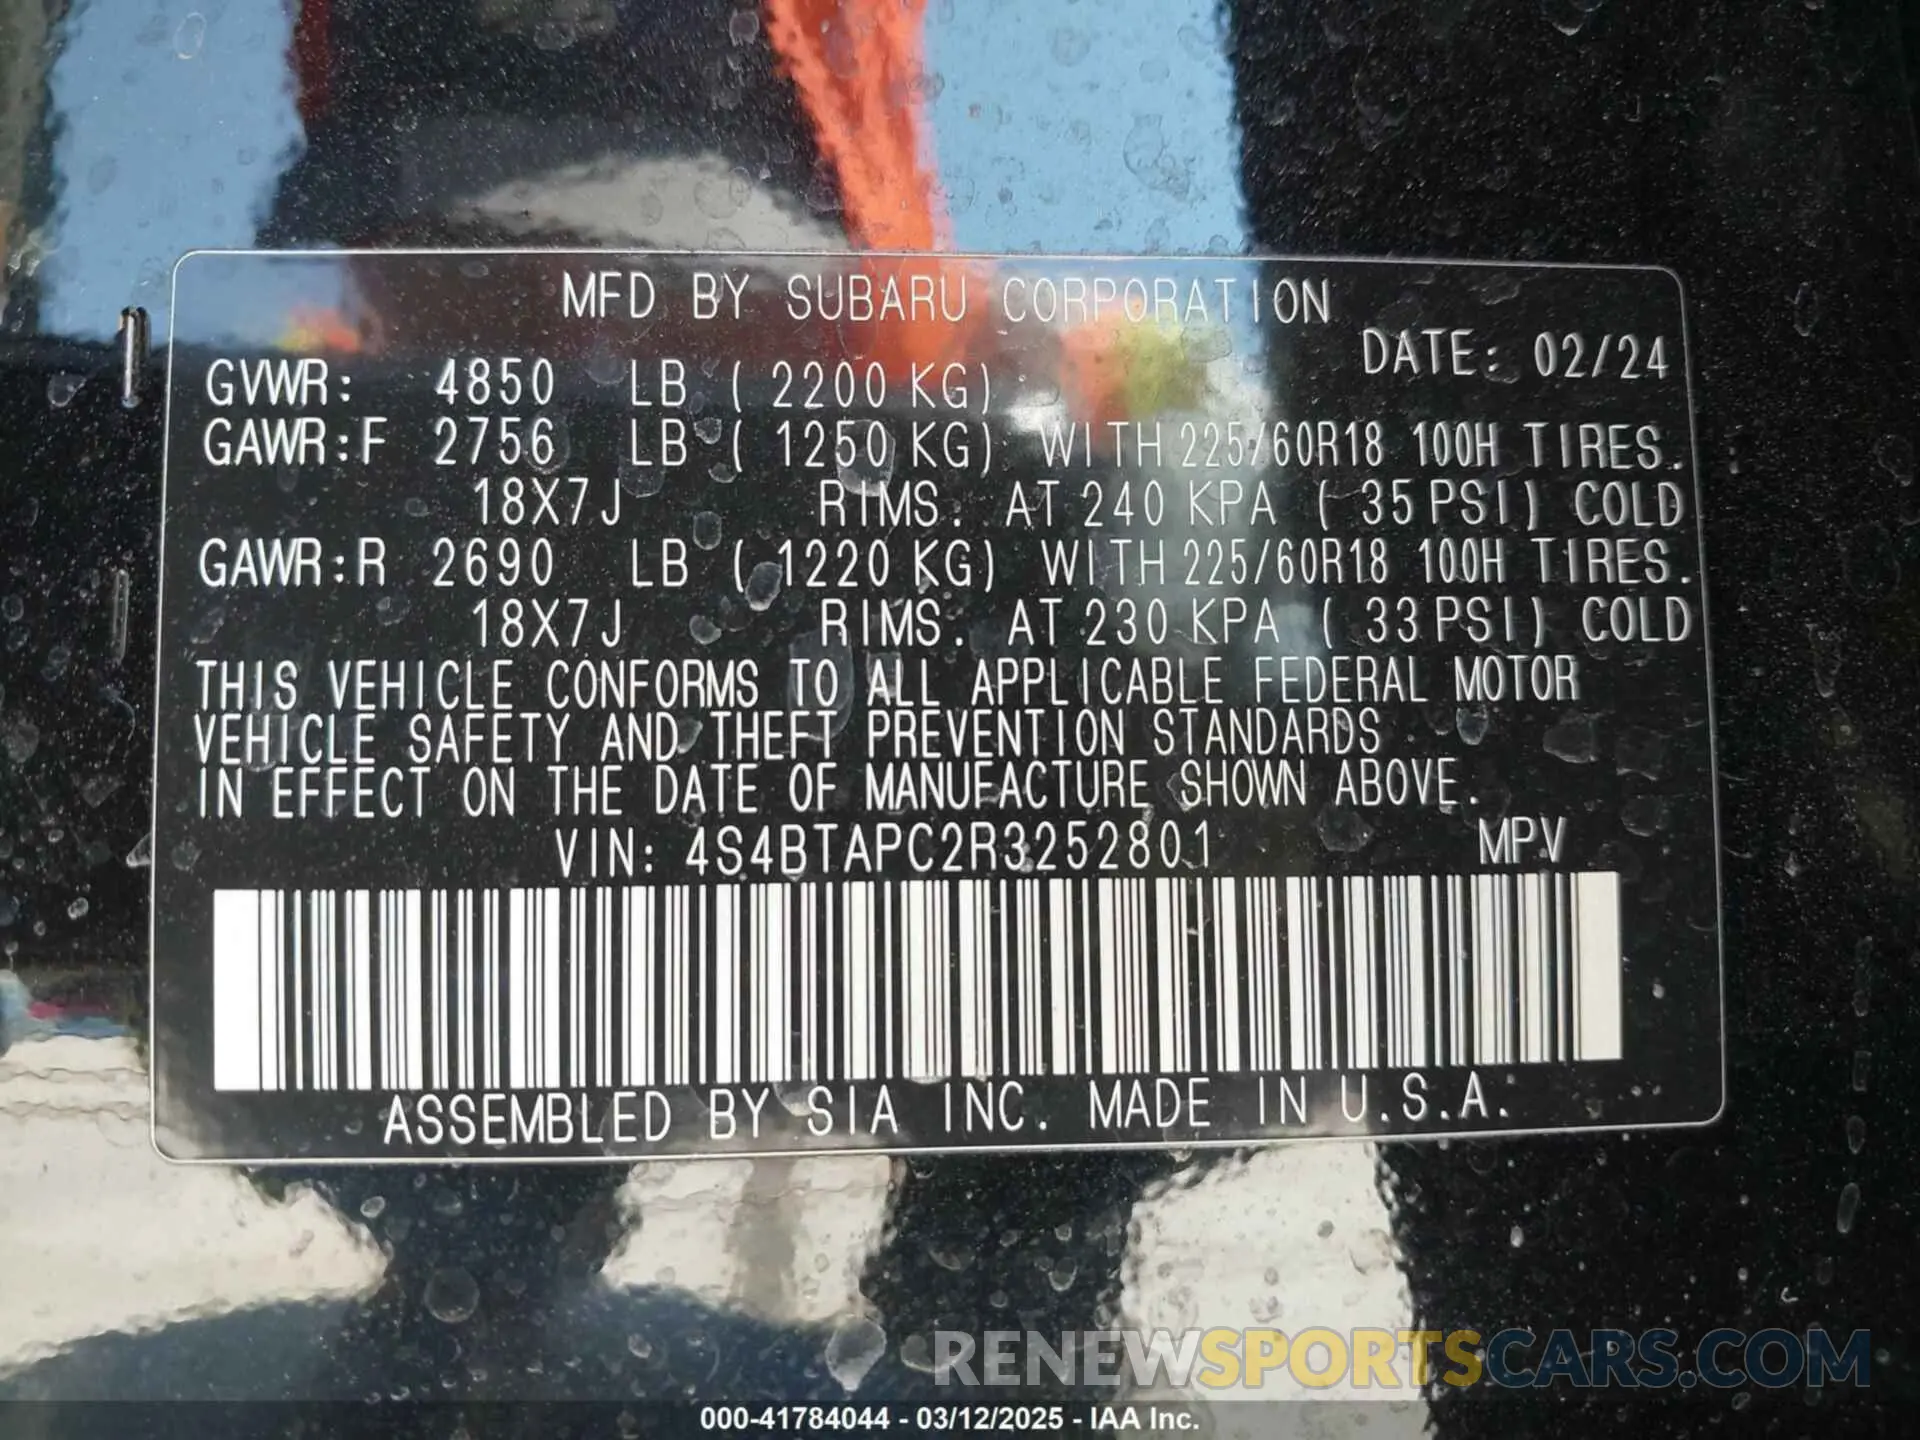 MFD BY SUBARU CORPORATION
DATE: 02/24
GVWR: 4850 LB ( 2200 KG)
GAWR:F 2756 LB ( 1250 KG) WITH 225/60R18 100H TIRES.
18X7J RIMS. AT 240 KPA ( 35 PSI) COLD
GAWR:R 2690 LB ( 1220 KG) WITH 225/60R18 100H TIRES.
18X7J RIMS. AT 230 KPA ( 33 PSI) COLD
THIS VEHICLE CONFORMS TO ALL APPLICABLE FEDERAL MOTOR
VEHICLE SAFETY AND THEFT PREVENTION STANDARDS
IN EFFECT ON THE DATE OF MANUFACTURE SHOWN ABOVE.
VIN: 4S4BTAPC2R3252801 MPV
ASSEMBLED BY SIA INC. MADE IN U.S.A.
RENEWSPORTSCARS.COM
000-41784044 - 03/12/2025 - IAA Inc.